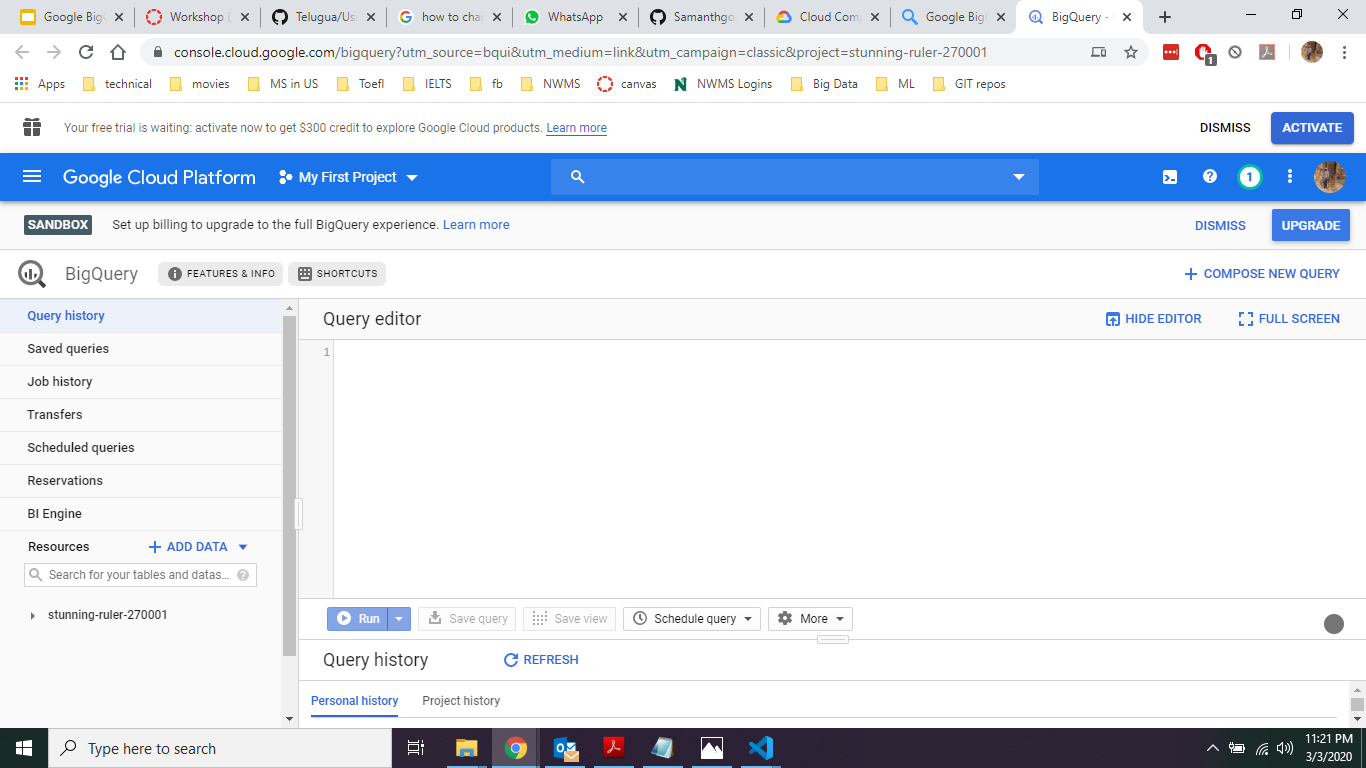 Google BigQ
Workshop (
Telugua/Usi
how to char
WhatsApp
Samanthgo
Cloud Comp
Google BigQ
BigQuery -
console.cloud.google.com/bigquery?utm_source=bqui&utm_medium=link&utm_campaign=classic&project=stunning-ruler-270001
1
Apps technical movies MS in US Toefl IELTS fb NWMS canvas NWMS Logins Big Data ML GIT repos
Your free trial is waiting: activate now to get $300 credit to explore Google Cloud products. Learn more DISMISS ACTIVATE
Google Cloud Platform My First Project 1
SANDBOX Set up billing to upgrade to the full BigQuery experience. Learn more DISMISS UPGRADE
BigQuery FEATURES & INFO SHORTCUTS + COMPOSE NEW QUERY
Query history
Saved queries
Job history
Transfers
Scheduled queries
Reservations
BI Engine
Resources + ADD DATA
Search for your tables and datas... ?
stunning-ruler-270001
Query editor HIDE EDITOR FULL SCREEN
1
Run Save query Save view Schedule query More
Query history REFRESH
Personal history Project history
Type here to search
11:21 PM
3/3/2020